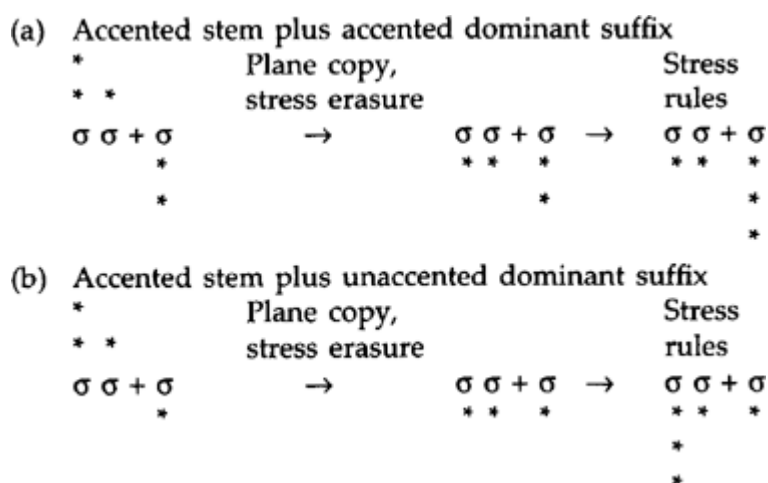 (a) Accented stem plus accented dominant suffix
* Plane copy, Stress
* * stress erasure rules
σ σ + σ → σ σ + σ → σ σ + σ
* * * * * * *
* * *
*
(b) Accented stem plus unaccented dominant suffix
* Plane copy, Stress
* * stress erasure rules
σ σ + σ → σ σ + σ → σ σ + σ
* * * * * * *
*
*